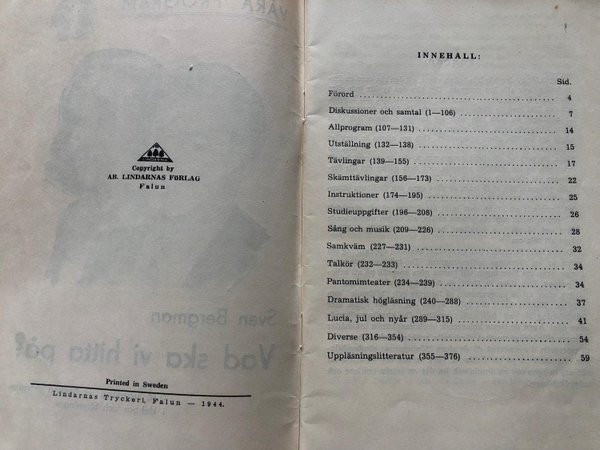 Copyright by
AB. LINDARNAS FÖRLAG
Falun
Sven Bergman
Vad ska vi hitta på?
Printed in Sweden
Lindarnas Tryckeri, Falun — 1944.
INNEHALL:
Sid.
Förord 4
Diskussioner och samtal (1—106) 7
Allprogram (107—131) 14
Utställning (132—138) 15
Tävlingar (139—155) 17
Skämttävlingar (156—173) 22
Instruktioner (174—195) 25
Studieuppgifter (196—208) 26
Sång och musik (209—226) 28
Samkväm (227—231) 32
Talkör (232—233) 34
Pantomimteater (234—239) 34
Dramatisk högläsning (240—288) 37
Lucia, jul och nyår (289—315) 41
Diverse (316—354) 54
Uppläsningslitteratur (355—376) 59